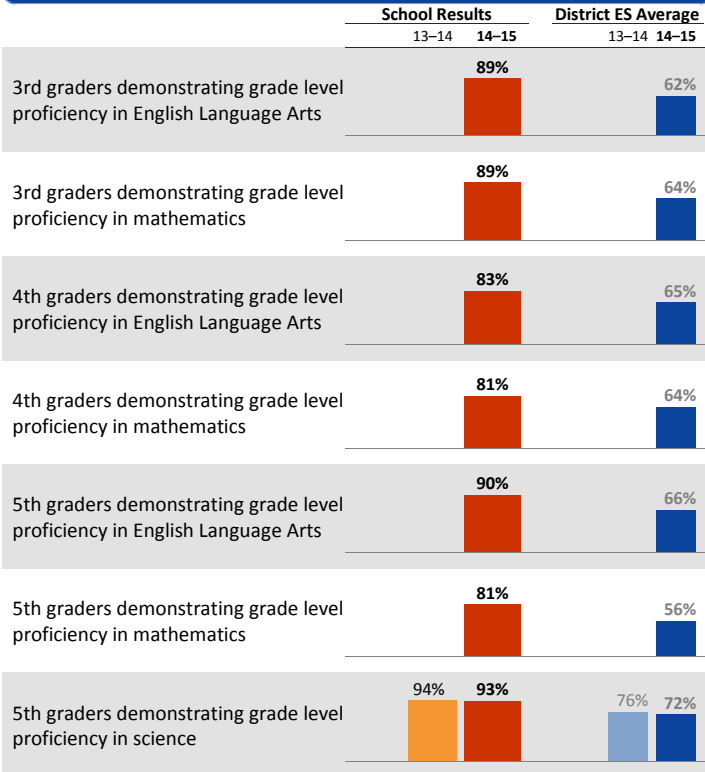 School Results District ES Average
13–14 14–15 13–14 14–15
3rd graders demonstrating grade level
proficiency in English Language Arts
89% 62%
3rd graders demonstrating grade level
proficiency in mathematics
89% 64%
4th graders demonstrating grade level
proficiency in English Language Arts
83% 65%
4th graders demonstrating grade level
proficiency in mathematics
81% 64%
5th graders demonstrating grade level
proficiency in English Language Arts
90% 66%
5th graders demonstrating grade level
proficiency in mathematics
81% 56%
5th graders demonstrating grade level
proficiency in science
94% 93% 76% 72%